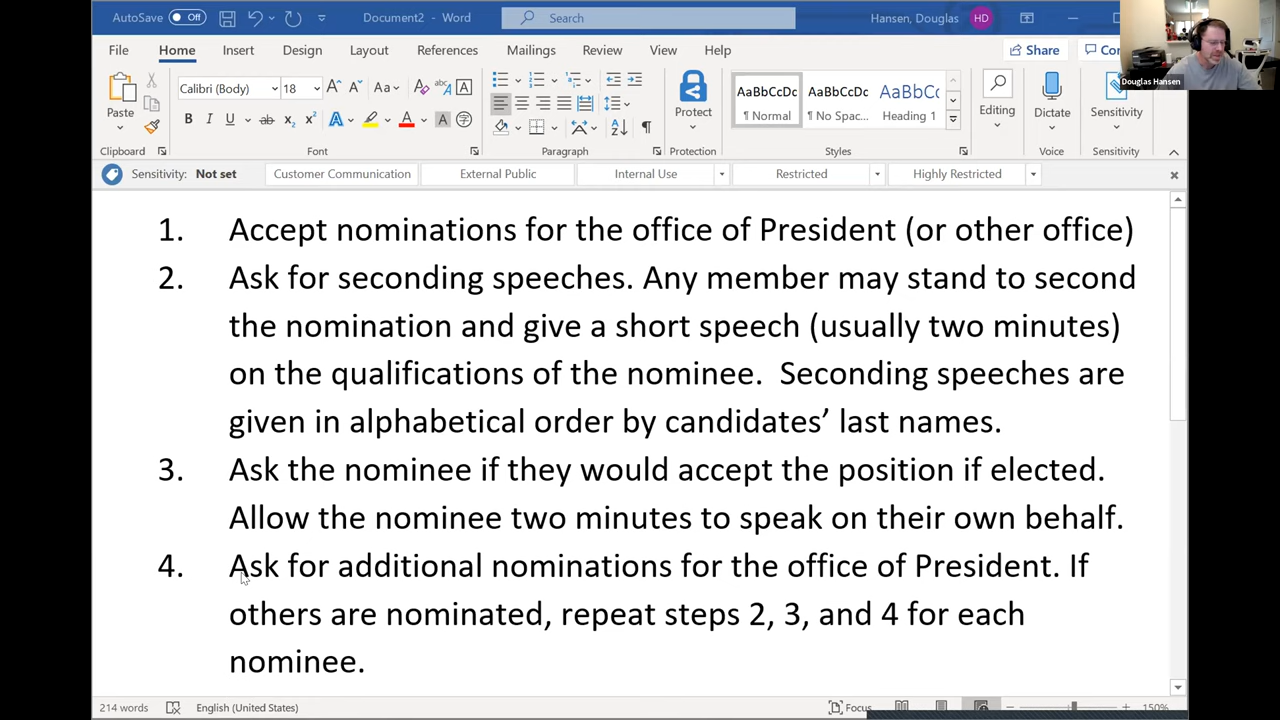 AutoSave Off Document2 - Word Search Hansen, Douglas HD
File Home Insert Design Layout References Mailings Review View Help Share
Douglas Hansen
Paste Calibri (Body) 18 Protect AaBbCcDc AaBbCcDc Editing Dictate Sensitivity
¶ Normal ¶ No Spac... Heading 1
Clipboard Font Paragraph Protection Styles Voice Sensitivity
Sensitivity: Not set Customer Communication External Public Internal Use Restricted Highly Restricted
1. Accept nominations for the office of President (or other office)
2. Ask for seconding speeches. Any member may stand to second
the nomination and give a short speech (usually two minutes)
on the qualifications of the nominee.  Seconding speeches are
given in alphabetical order by candidates’ last names.
3. Ask the nominee if they would accept the position if elected.
Allow the nominee two minutes to speak on their own behalf.
4. Ask for additional nominations for the office of President. If
others are nominated, repeat steps 2, 3, and 4 for each
nominee.
214 words English (United States) Focus 150%